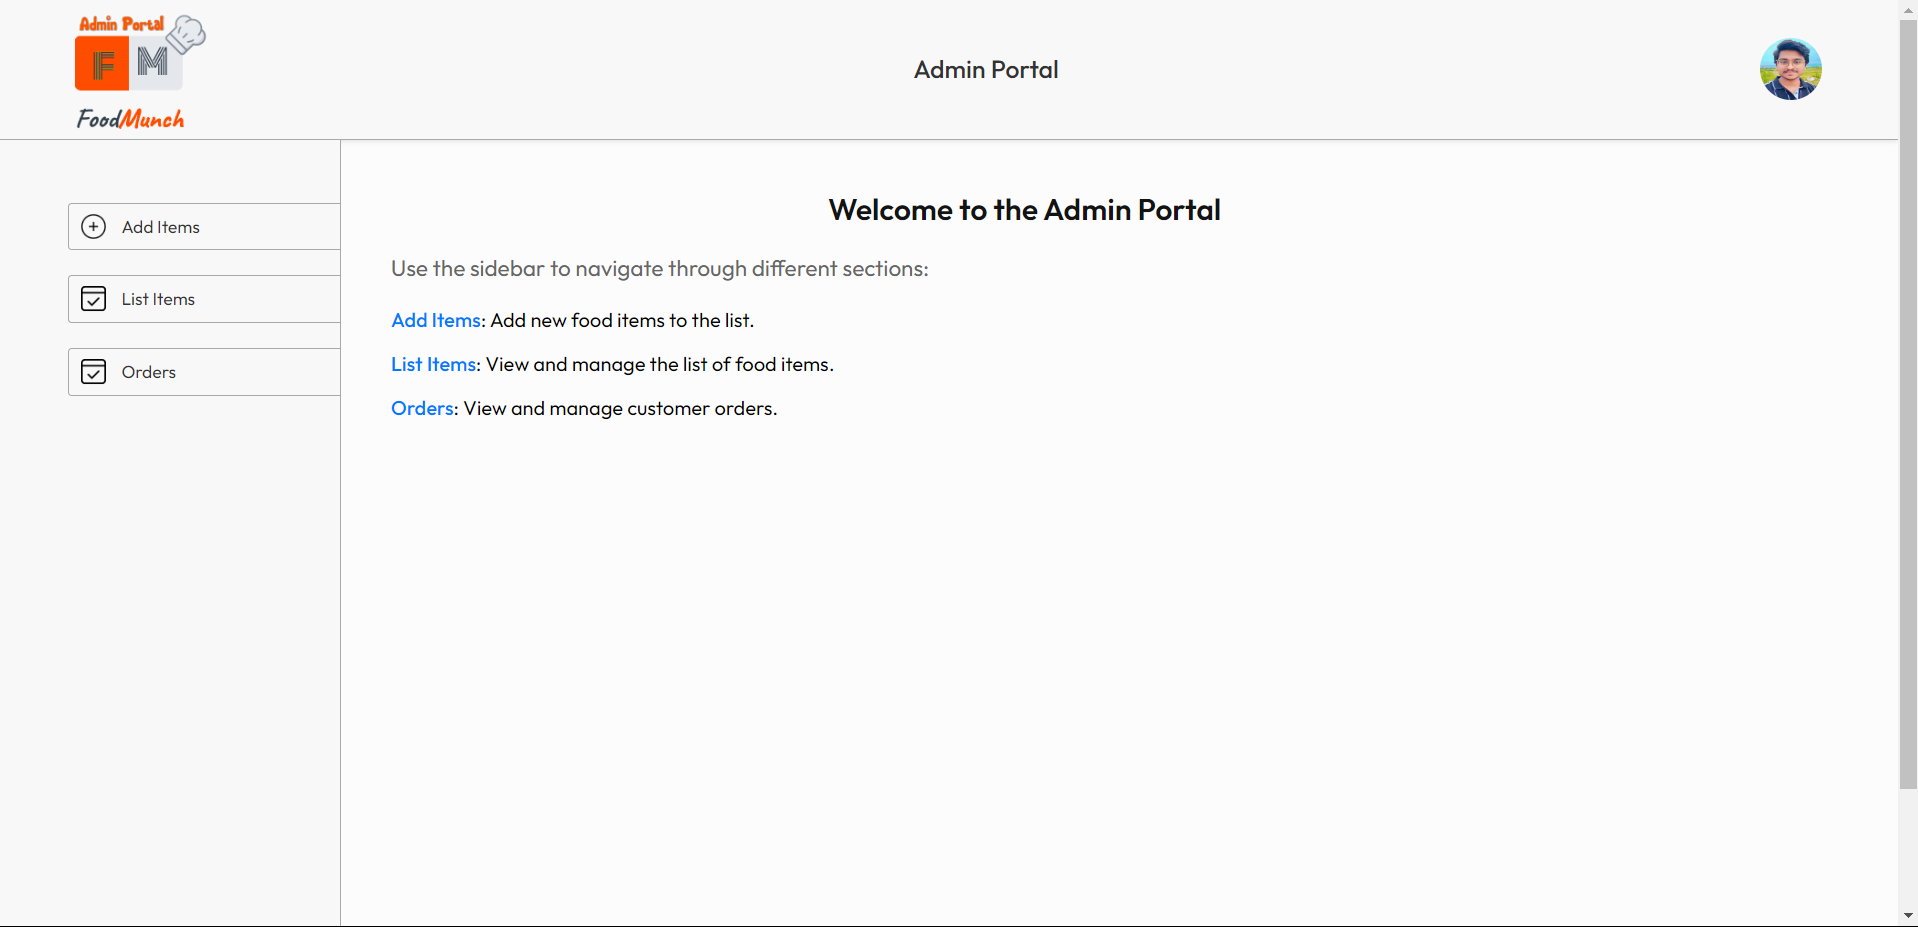 Admin Portal
F M
FoodMunch
Admin Portal
Add Items
List Items
Orders
Welcome to the Admin Portal
Use the sidebar to navigate through different sections:
Add Items: Add new food items to the list.
List Items: View and manage the list of food items.
Orders: View and manage customer orders.